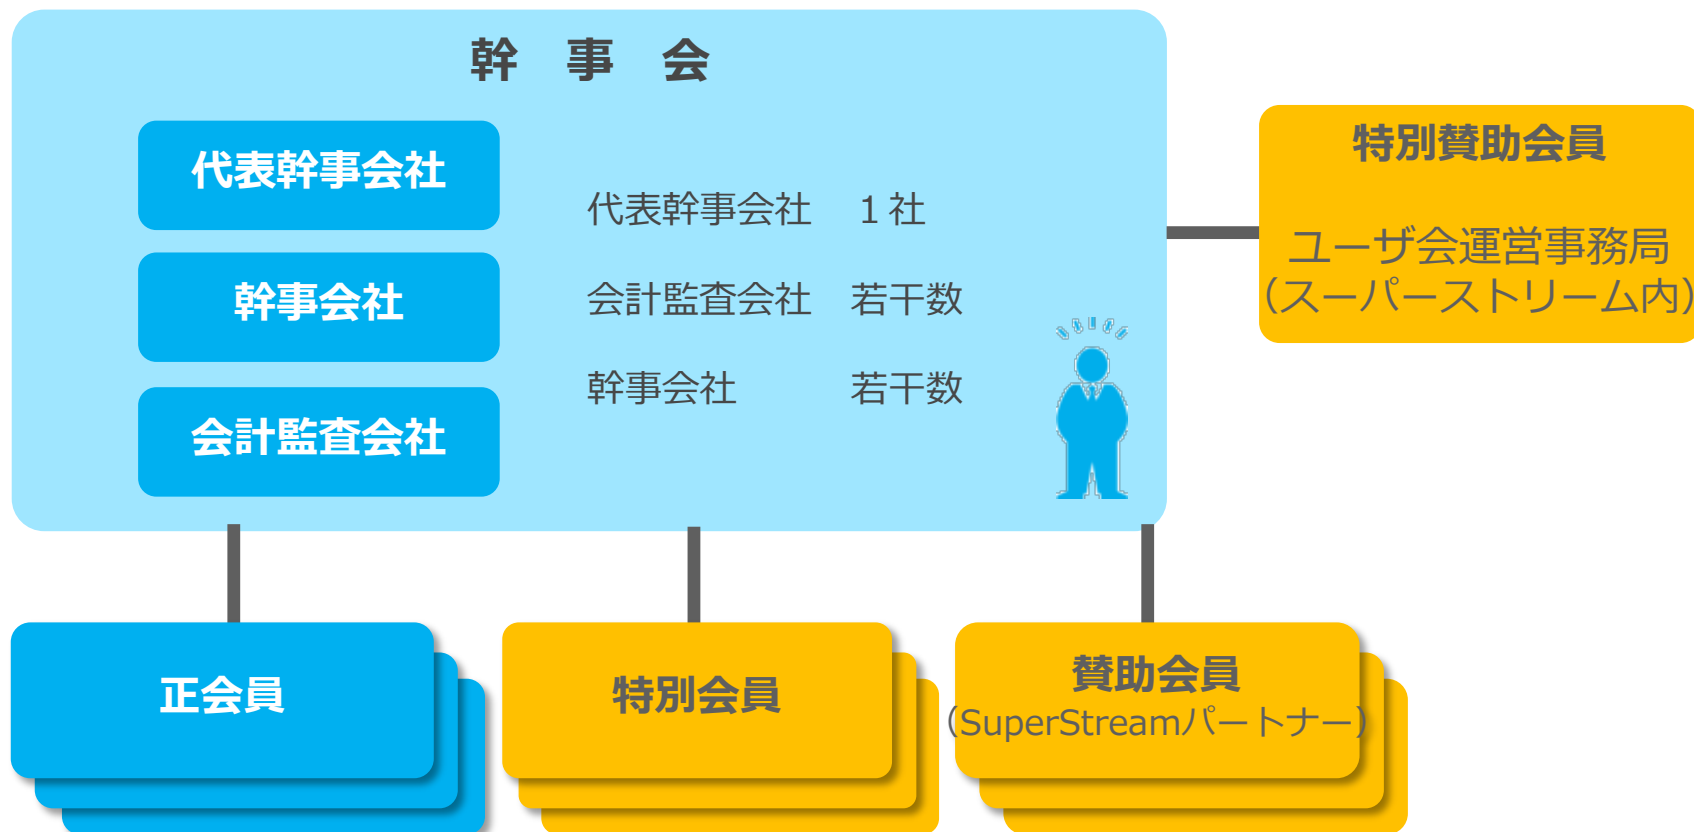 幹　事　会
代表幹事会社
幹事会社
会計監査会社
代表幹事会社　１社
会計監査会社　若干数
幹事会社　　　若干数
特別賛助会員
ユーザ会運営事務局
（スーパーストリーム内）
正会員
特別会員
賛助会員
（SuperStreamパートナー）